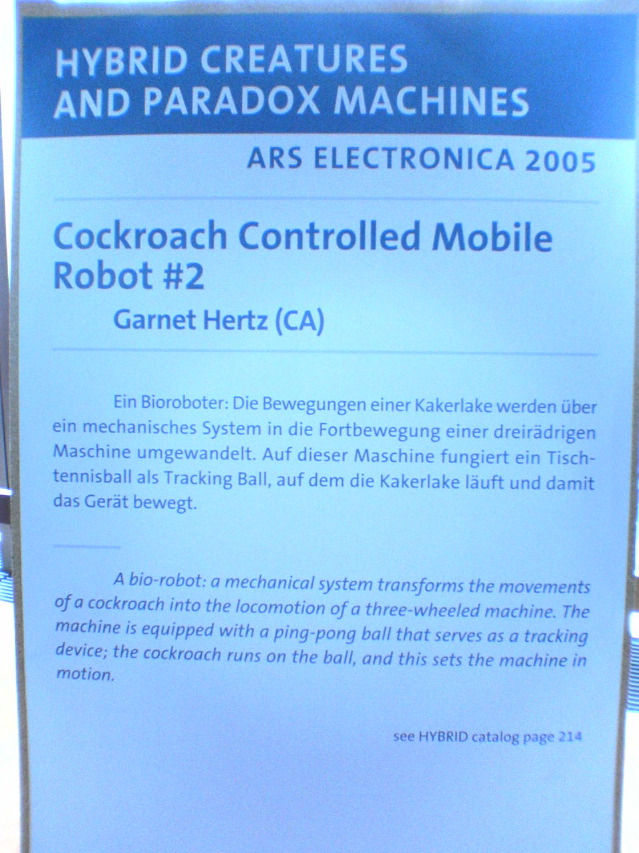 HYBRID CREATURES
AND PARADOX MACHINES
ARS ELECTRONICA 2005
Cockroach Controlled Mobile
Robot #2
Garnet Hertz (CA)
Ein Bioroboter: Die Bewegungen einer Kakerlake werden über
ein mechanisches System in die Fortbewegung einer dreirädrigen
Maschine umgewandelt. Auf dieser Maschine fungiert ein Tisch-
tennisball als Tracking Ball, auf dem die Kakerlake läuft und damit
das Gerät bewegt.
A bio-robot: a mechanical system transforms the movements
of a cockroach into the locomotion of a three-wheeled machine. The
machine is equipped with a ping-pong ball that serves as a tracking
device; the cockroach runs on the ball, and this sets the machine in
motion.
see HYBRID catalog page 214